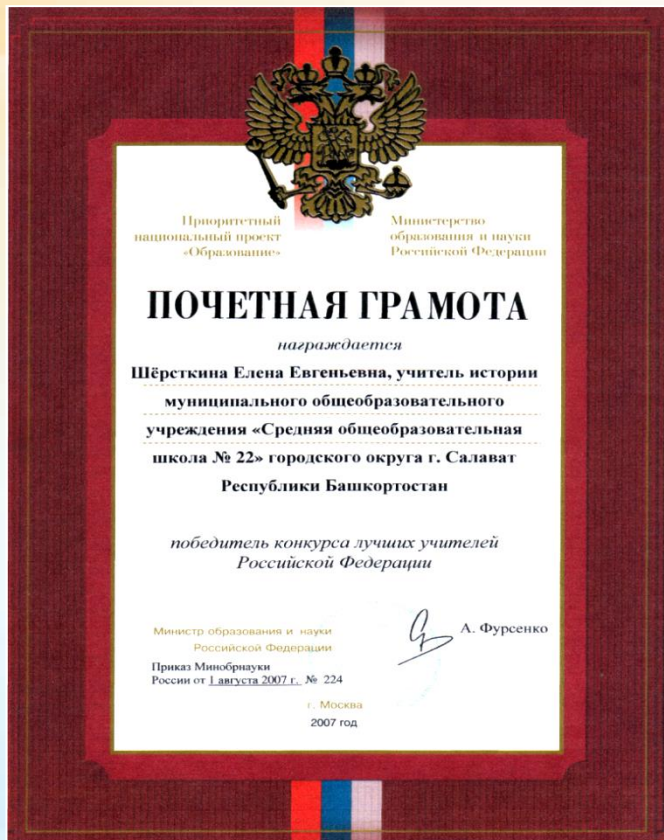 Приоритетный
национальный проект
«Образование»
Министерство
образования и науки
Российской Федерации
ПОЧЕТНАЯ ГРАМОТА
награждается
Шёрсткина Елена Евгеньевна, учитель истории
муниципального общеобразовательного
учреждения «Средняя общеобразовательная
школа № 22» городского округа г. Салават
Республики Башкортостан
победитель конкурса лучших учителей
Российской Федерации
Министр образования и науки
Российской Федерации
А. Фурсенко
Приказ Минобрнауки
России от 1 августа 2007 г. № 224
г. Москва
2007 год